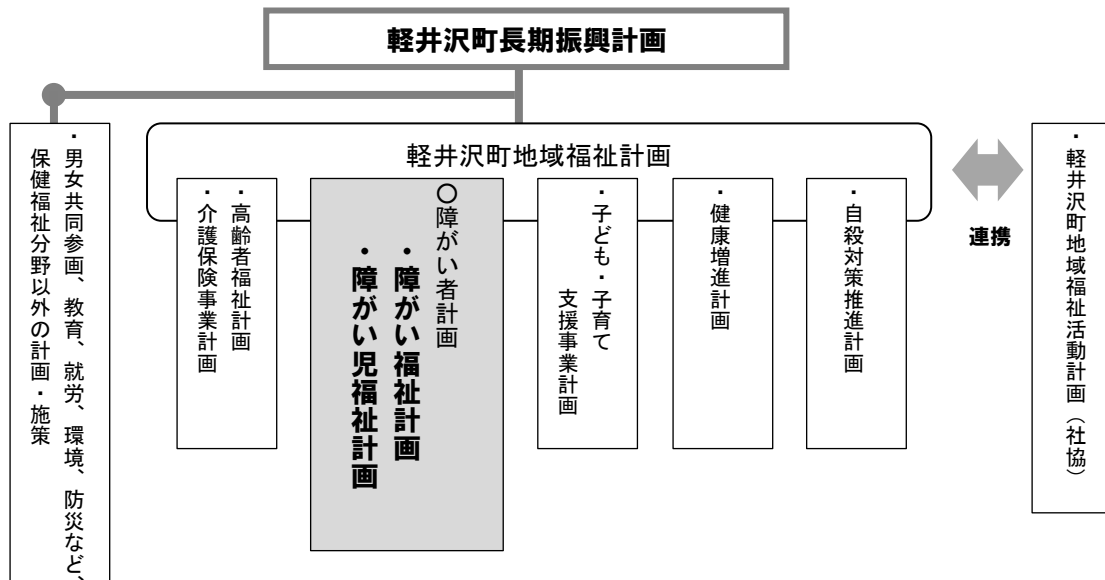 軽井沢町長期振興計画
軽井沢町地域福祉計画
・男女共同参画、教育、就労、環境、防災など、
保健福祉分野以外の計画・施策
・高齢者福祉計画
・介護保険事業計画
〇障がい者計画
・障がい福祉計画
・障がい児福祉計画
・子ども・子育て
支援事業計画
・健康増進計画
・自殺対策推進計画
連携
・軽井沢町地域福祉活動計画（社協）